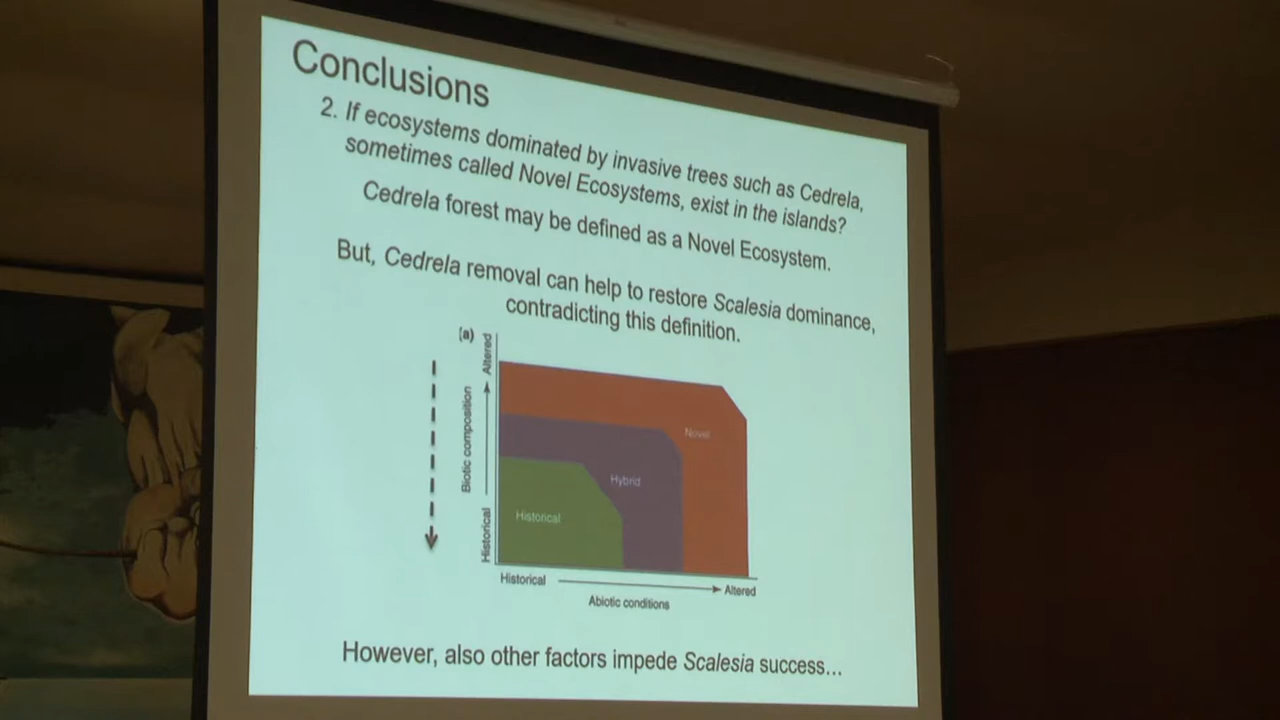 Conclusions
2. If ecosystems dominated by invasive trees such as Cedrela,
sometimes called Novel Ecosystems, exist in the islands?
Cedrela forest may be defined as a Novel Ecosystem.
But, Cedrela removal can help to restore Scalesia dominance,
contradicting this definition.
(a)
Altered
Biotic composition
Historical
Novel
Hybrid
Historical
Historical
Altered
Abiotic conditions
However, also other factors impede Scalesia success...